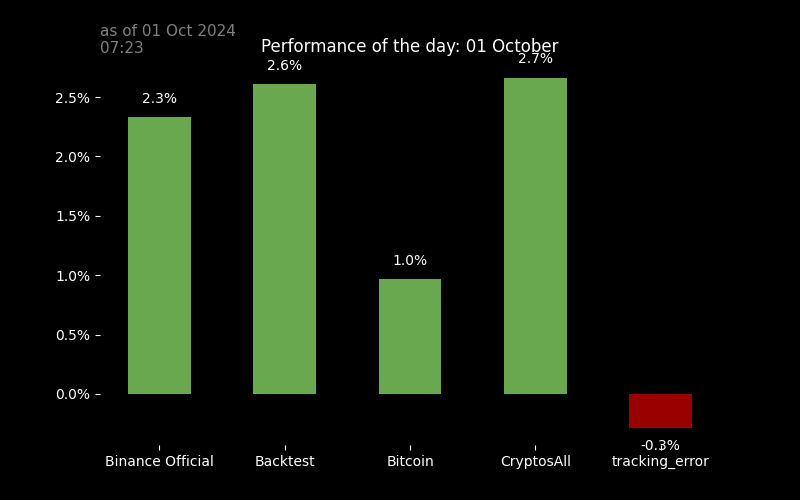 as of 01 Oct 2024
07:23
Performance of the day: 01 October
2.5%
2.0%
1.5%
1.0%
0.5%
0.0%
2.3%
2.6%
1.0%
2.7%
-0.3%
Binance Official
Backtest
Bitcoin
CryptosAll
tracking_error